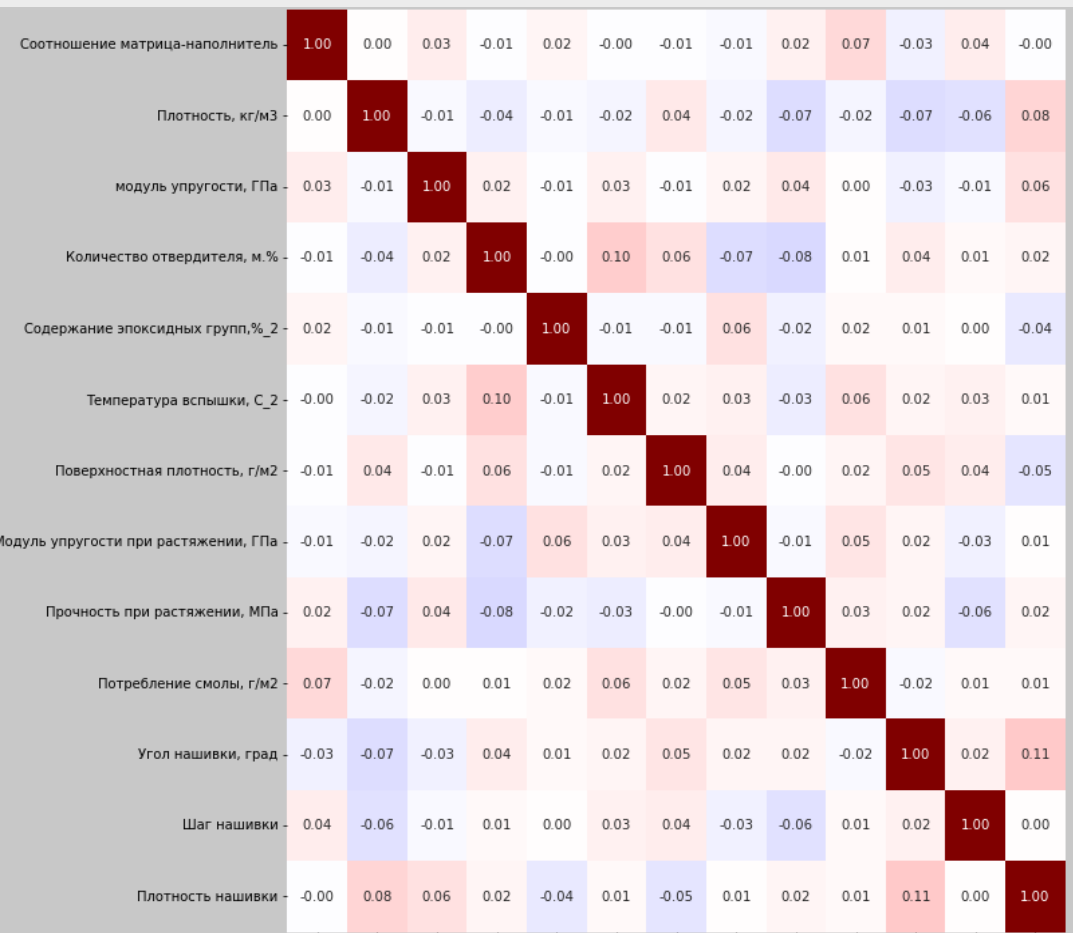 Соотношение матрица-наполнитель 1.00 0.00 0.03 -0.01 0.02 -0.00 -0.01 -0.01 0.02 0.07 -0.03 0.04 -0.00
Плотность, кг/м3 0.00 1.00 -0.01 -0.04 -0.01 -0.02 0.04 -0.02 -0.07 -0.02 -0.07 -0.06 0.08
модуль упругости, ГПа 0.03 -0.01 1.00 0.02 -0.01 0.03 -0.01 0.02 0.04 0.00 -0.03 -0.01 0.06
Количество отвердителя, м.% -0.01 -0.04 0.02 1.00 -0.00 0.10 0.06 -0.07 -0.08 0.01 0.04 0.01 0.02
Содержание эпоксидных групп,%_2 0.02 -0.01 -0.01 -0.00 1.00 -0.01 -0.01 0.06 -0.02 0.02 0.01 0.00 -0.04
Температура вспышки, С_2 -0.00 -0.02 0.03 0.10 -0.01 1.00 0.02 0.03 -0.03 0.06 0.02 0.03 0.01
Поверхностная плотность, г/м2 -0.01 0.04 -0.01 0.06 -0.01 0.02 1.00 0.04 -0.00 0.02 0.05 0.04 -0.05
Модуль упругости при растяжении, ГПа -0.01 -0.02 0.02 -0.07 0.06 0.03 0.04 1.00 -0.01 0.05 0.02 -0.03 0.01
Прочность при растяжении, МПа 0.02 -0.07 0.04 -0.08 -0.02 -0.03 -0.00 -0.01 1.00 0.03 0.02 -0.06 0.02
Потребление смолы, г/м2 0.07 -0.02 0.00 0.01 0.02 0.06 0.02 0.05 0.03 1.00 -0.02 0.01 0.01
Угол нашивки, град -0.03 -0.07 -0.03 0.04 0.01 0.02 0.05 0.02 0.02 -0.02 1.00 0.02 0.11
Шаг нашивки 0.04 -0.06 -0.01 0.01 0.00 0.03 0.04 -0.03 -0.06 0.01 0.02 1.00 0.00
Плотность нашивки -0.00 0.08 0.06 0.02 -0.04 0.01 -0.05 0.01 0.02 0.01 0.11 0.00 1.00